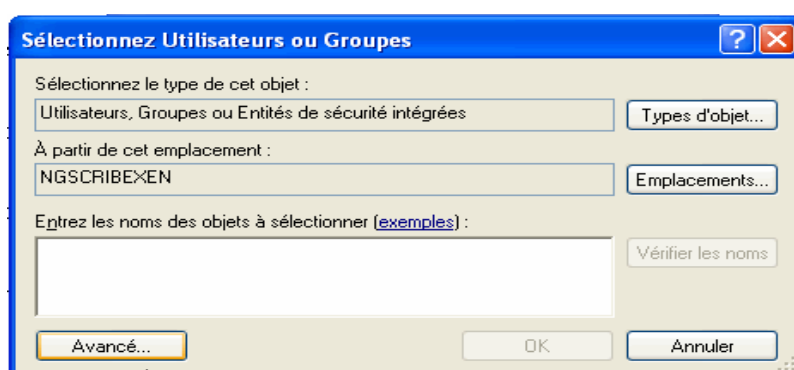 Sélectionnez Utilisateurs ou Groupes
Sélectionnez le type de cet objet :
Utilisateurs, Groupes ou Entités de sécurité intégrées
Types d'objet...
À partir de cet emplacement :
NGSCRIBEXEN
Emplacements...
Entrez les noms des objets à sélectionner (exemples) :
Vérifier les noms
Avancé...
OK
Annuler